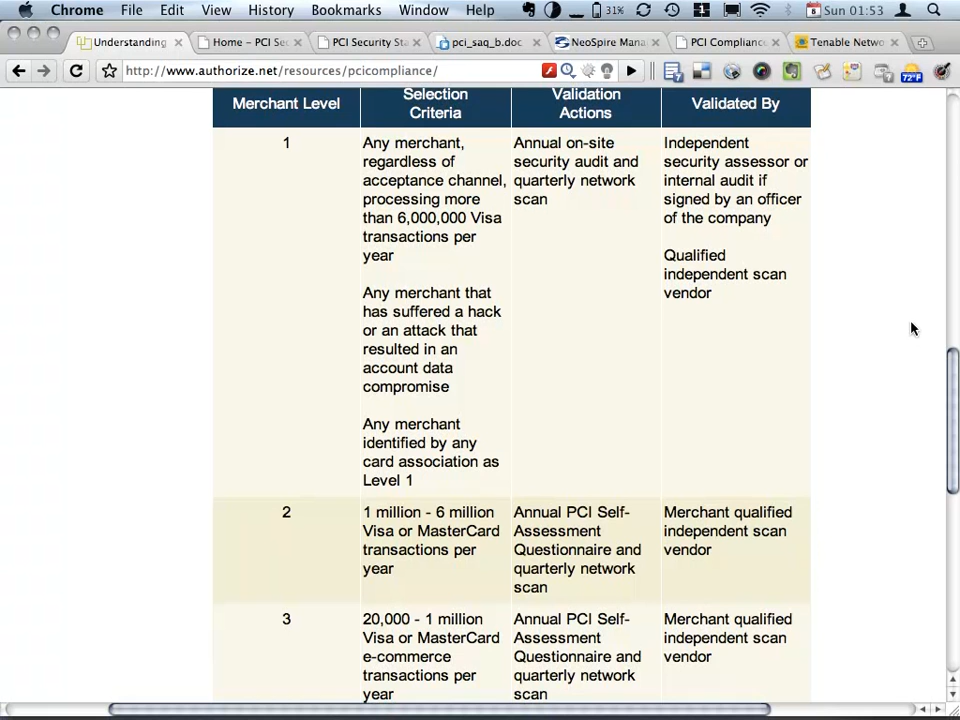 Chrome File Edit View History Bookmarks Window Help 31% Sun 01:53
Understanding Home – PCI Sec PCI Security Sta pci_saq_b.doc NeoSpire Mana PCI Compliance Tenable Netwo
http://www.authorize.net/resources/pcicompliance/ 72°F
Merchant Level
Selection
Criteria
Validation
Actions
Validated By
1
Any merchant,
regardless of
acceptance channel,
processing more
than 6,000,000 Visa
transactions per
year
Any merchant that
has suffered a hack
or an attack that
resulted in an
account data
compromise
Any merchant
identified by any
card association as
Level 1
Annual on-site
security audit and
quarterly network
scan
Independent
security assessor or
internal audit if
signed by an officer
of the company
Qualified
independent scan
vendor
2
1 million - 6 million
Visa or MasterCard
transactions per
year
Annual PCI Self-
Assessment
Questionnaire and
quarterly network
scan
Merchant qualified
independent scan
vendor
3
20,000 - 1 million
Visa or MasterCard
e-commerce
transactions per
year
Annual PCI Self-
Assessment
Questionnaire and
quarterly network
scan
Merchant qualified
independent scan
vendor